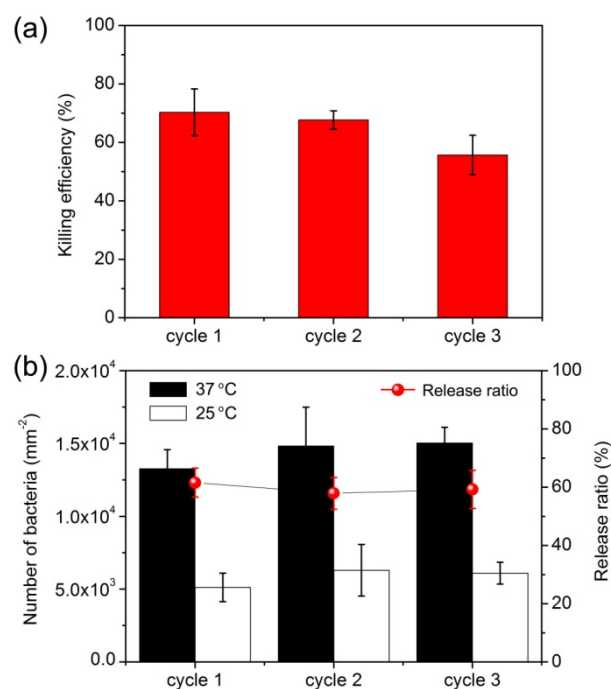 (a)
100
80
60
40
20
0
Killing efficiency (%)
cycle 1 cycle 2 cycle 3
(b)
2.0x10⁴
1.5x10⁴
1.0x10⁴
5.0x10³
0.0
Number of bacteria (mm⁻²)
37 °C
25 °C
Release ratio
100
80
60
40
20
0
Release ratio (%)
cycle 1 cycle 2 cycle 3